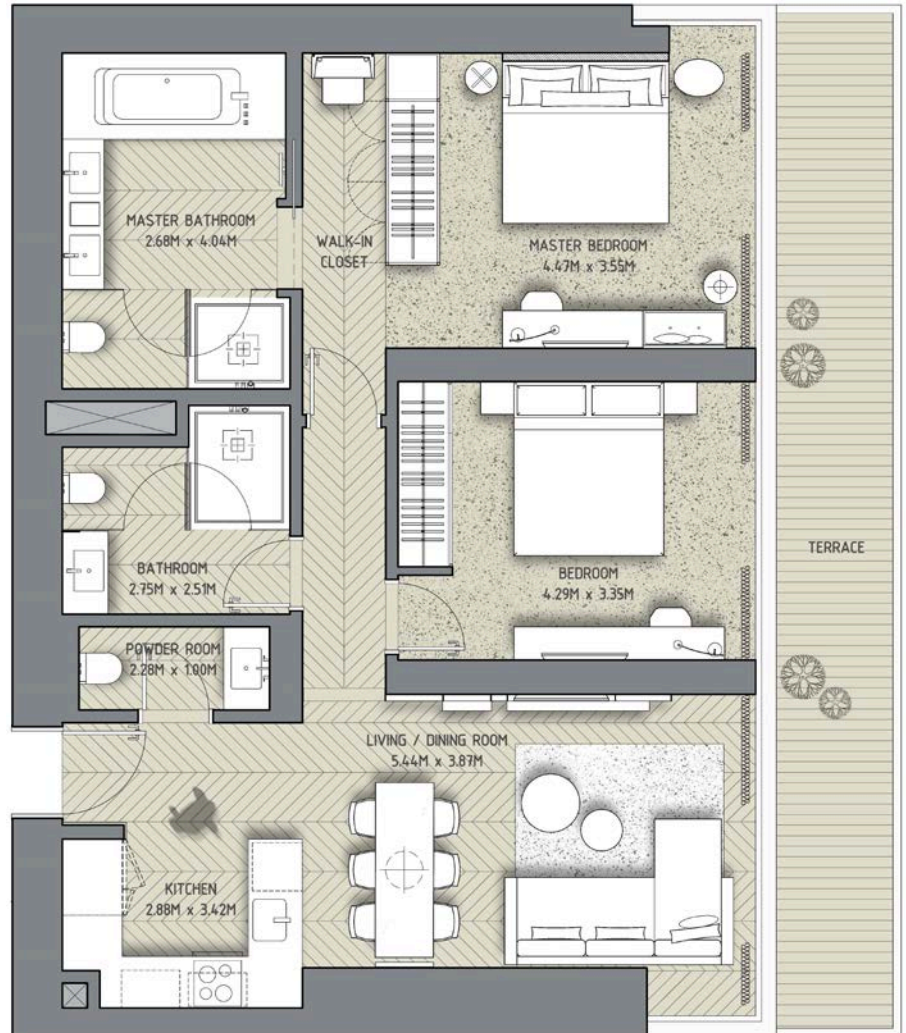 MASTER BATHROOM
2.68M x 4.04M
WALK-IN
CLOSET
MASTER BEDROOM
4.47M x 3.55M
BATHROOM
2.75M x 2.51M
BEDROOM
4.29M x 3.35M
TERRACE
POWDER ROOM
2.28M x 1.00M
LIVING / DINING ROOM
5.44M x 3.87M
KITCHEN
2.88M x 3.42M